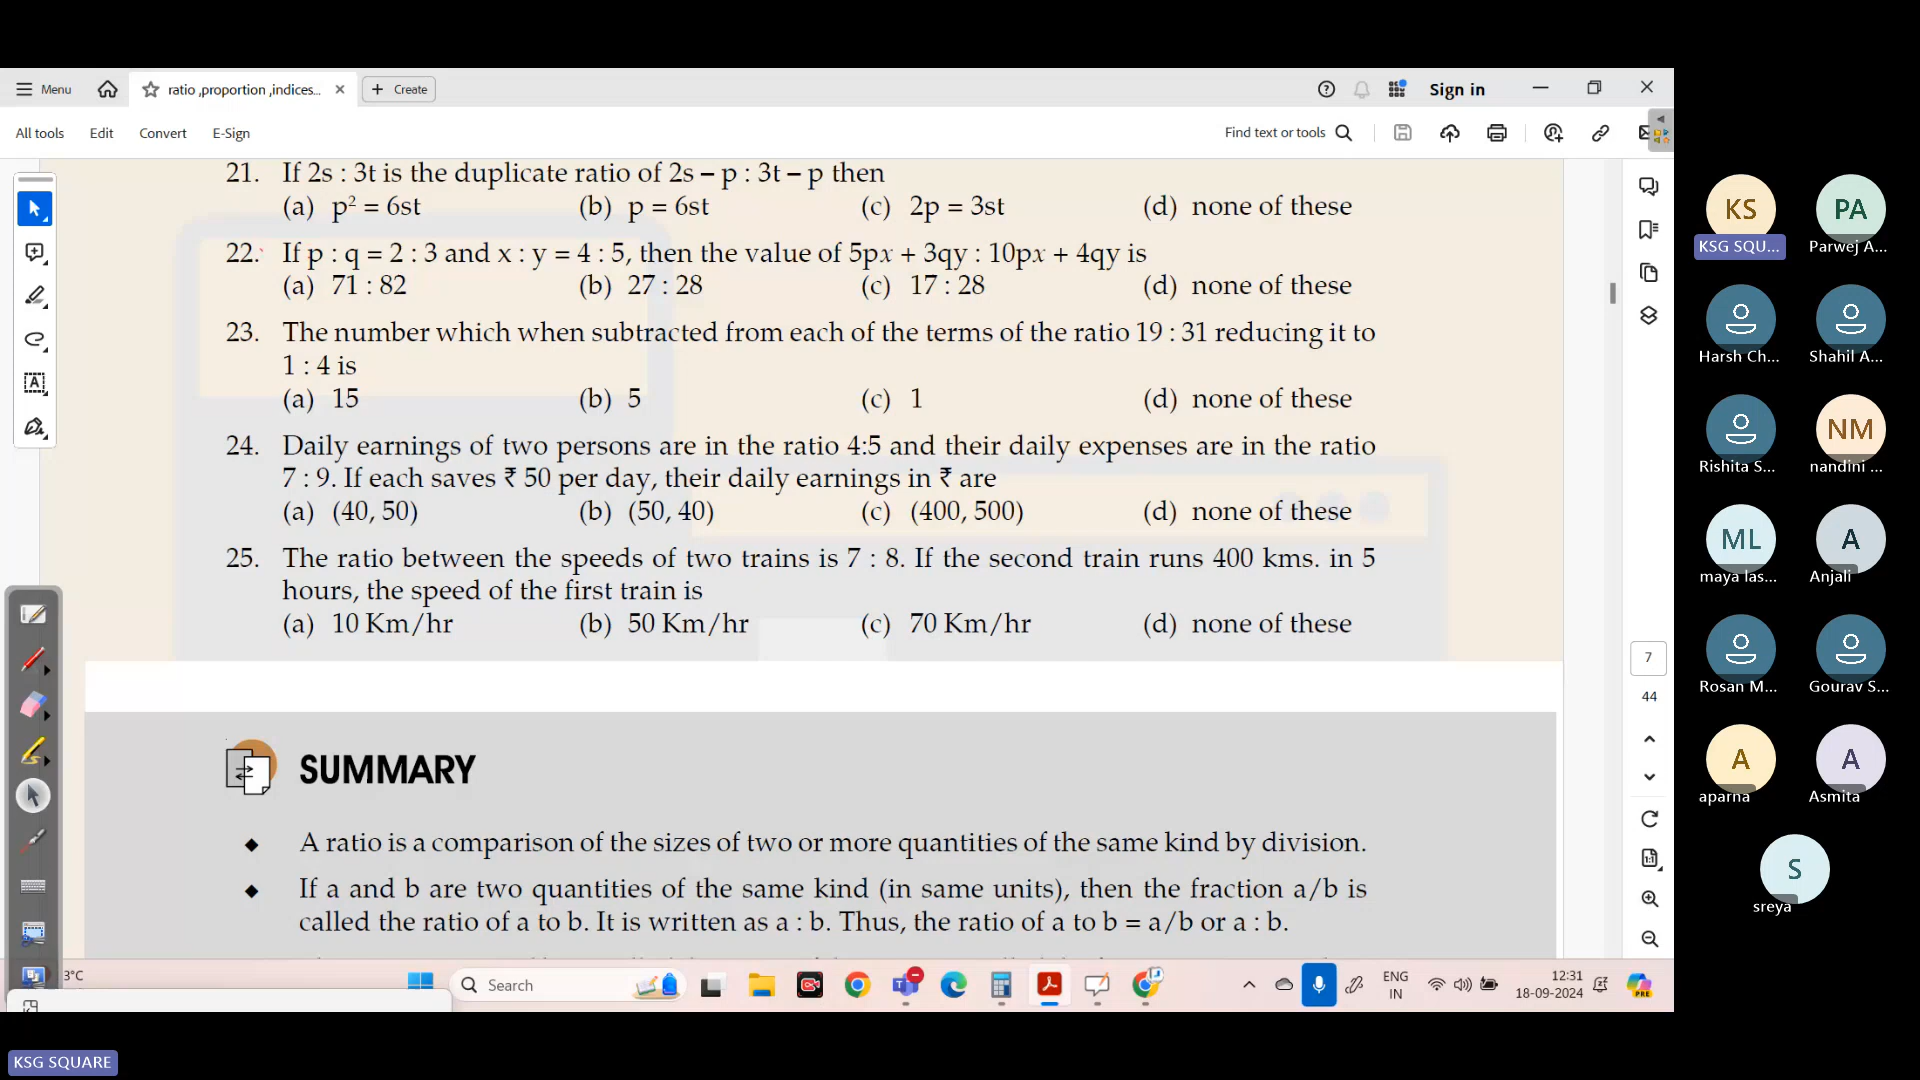 Menu
ratio ,proportion ,indices...
Create
Sign in
All tools
Edit
Convert
E-Sign
Find text or tools
21. If 2s : 3t is the duplicate ratio of 2s – p : 3t – p then
(a) p² = 6st (b) p = 6st (c) 2p = 3st (d) none of these
22. If p : q = 2 : 3 and x : y = 4 : 5, then the value of 5px + 3qy : 10px + 4qy is
(a) 71 : 82 (b) 27 : 28 (c) 17 : 28 (d) none of these
23. The number which when subtracted from each of the terms of the ratio 19 : 31 reducing it to
1 : 4 is
(a) 15 (b) 5 (c) 1 (d) none of these
24. Daily earnings of two persons are in the ratio 4:5 and their daily expenses are in the ratio
7 : 9. If each saves ₹ 50 per day, their daily earnings in ₹ are
(a) (40, 50) (b) (50, 40) (c) (400, 500) (d) none of these
25. The ratio between the speeds of two trains is 7 : 8. If the second train runs 400 kms. in 5
hours, the speed of the first train is
(a) 10 Km/hr (b) 50 Km/hr (c) 70 Km/hr (d) none of these
SUMMARY
◆ A ratio is a comparison of the sizes of two or more quantities of the same kind by division.
◆ If a and b are two quantities of the same kind (in same units), then the fraction a/b is
called the ratio of a to b. It is written as a : b. Thus, the ratio of a to b = a/b or a : b.
7
44
3°C
Search
ENG
IN
12:31
18-09-2024
PRE
KSG SQUARE
KS
KSG SQU...
PA
Parwej A...
Harsh Ch...
Shahil A...
Rishita S...
NM
nandini ...
ML
maya las...
A
Anjali
Rosan M...
Gourav S...
A
aparna
A
Asmita
S
sreya